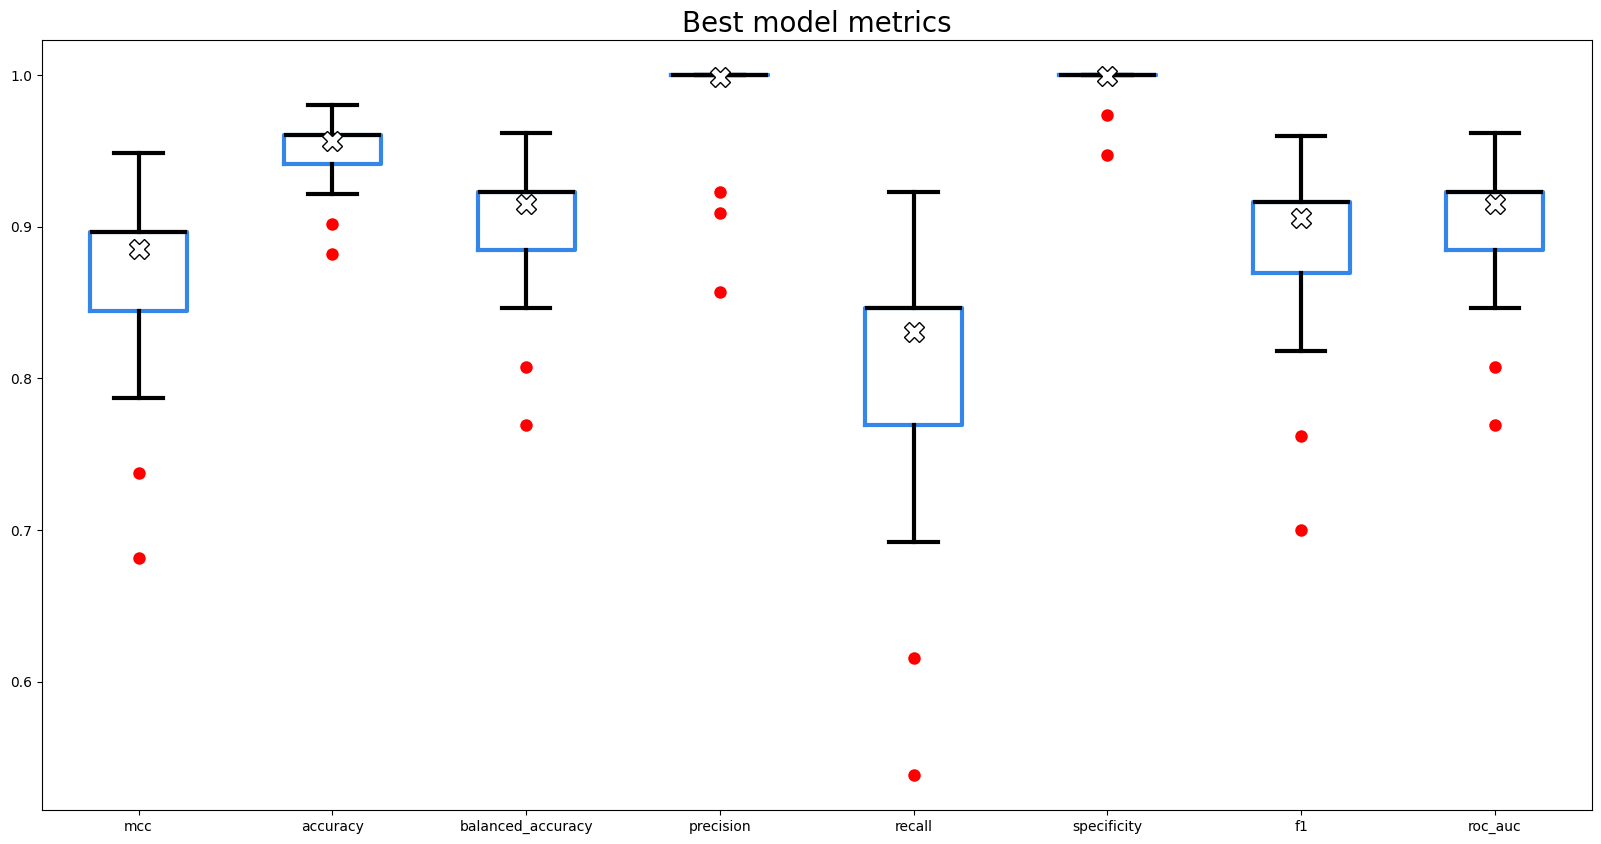 Best model metrics
1.0
0.9
0.8
0.7
0.6
mcc accuracy balanced_accuracy precision recall specificity f1 roc_auc